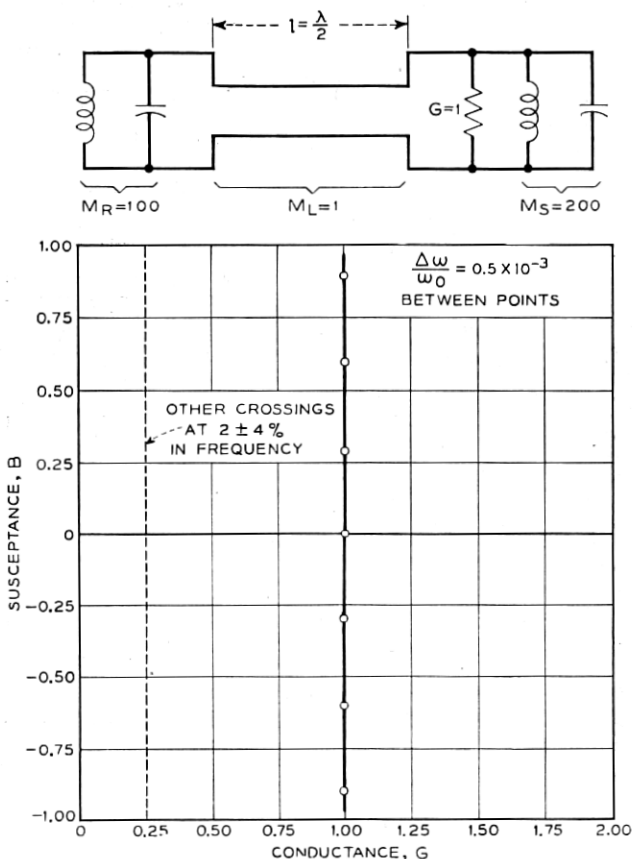 l = λ/2
G=1
M_R=100
M_L=1
M_S=200
1.00
0.75
0.50
0.25
0
-0.25
-0.50
-0.75
-1.00
SUSCEPTANCE, B
Δω/ω₀ = 0.5 X 10⁻³
BETWEEN POINTS
OTHER CROSSINGS
AT 2 ± 4 %
IN FREQUENCY
0
0.25
0.50
0.75
1.00
1.25
1.50
1.75
2.00
CONDUCTANCE, G